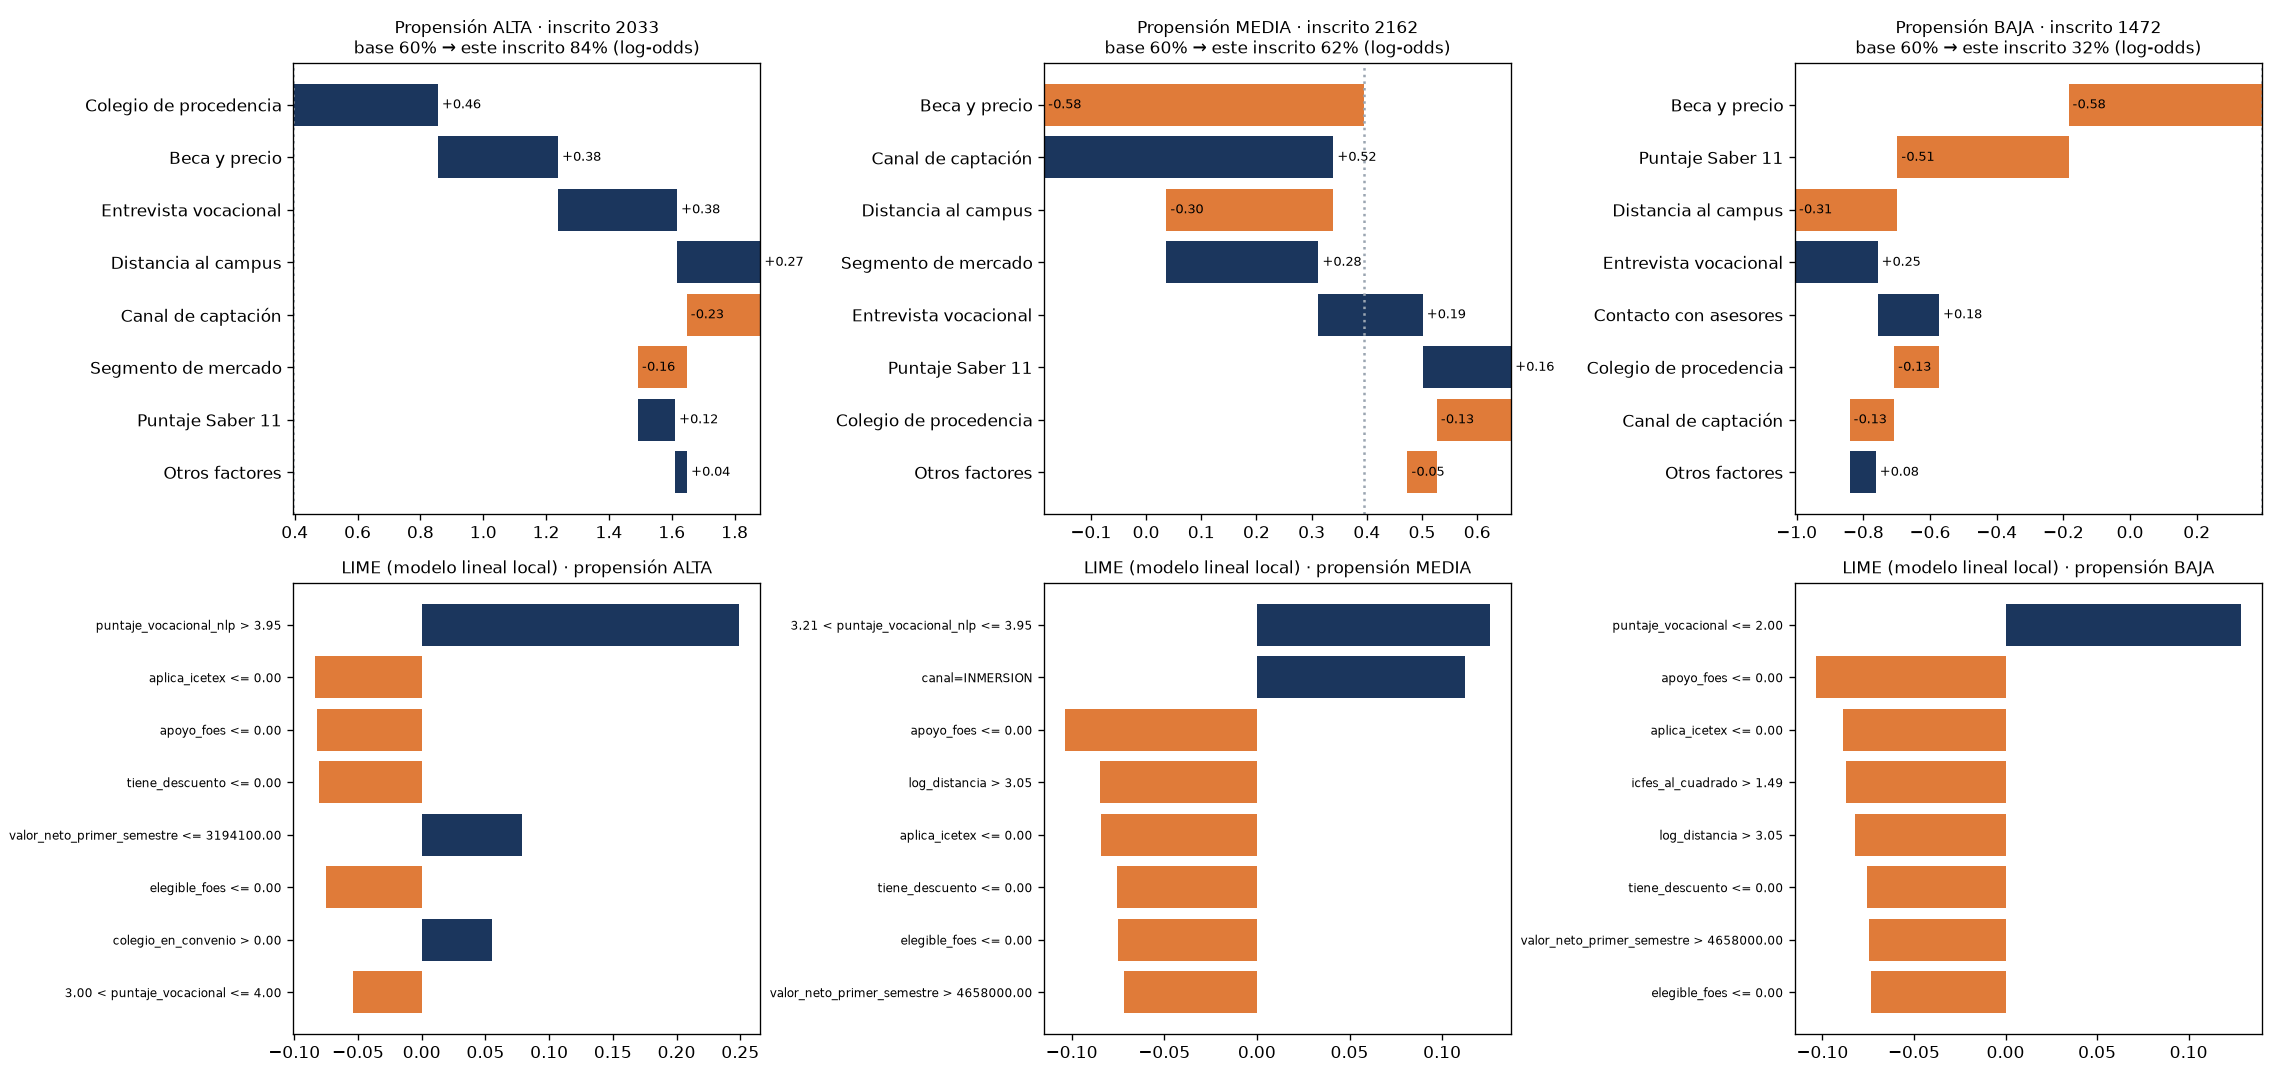 Propensión ALTA · inscrito 2033
base 60% → este inscrito 84% (log-odds)
Colegio de procedencia
+0.46
Beca y precio
+0.38
Entrevista vocacional
+0.38
Distancia al campus
+0.27
Canal de captación
-0.23
Segmento de mercado
-0.16
Puntaje Saber 11
+0.12
Otros factores
+0.04
0.4 0.6 0.8 1.0 1.2 1.4 1.6 1.8
Propensión MEDIA · inscrito 2162
base 60% → este inscrito 62% (log-odds)
Beca y precio
-0.58
Canal de captación
+0.52
Distancia al campus
-0.30
Segmento de mercado
+0.28
Entrevista vocacional
+0.19
Puntaje Saber 11
+0.16
Colegio de procedencia
-0.13
Otros factores
-0.05
−0.1 0.0 0.1 0.2 0.3 0.4 0.5 0.6
Propensión BAJA · inscrito 1472
base 60% → este inscrito 32% (log-odds)
Beca y precio
-0.58
Puntaje Saber 11
-0.51
Distancia al campus
-0.31
Entrevista vocacional
+0.25
Contacto con asesores
+0.18
Colegio de procedencia
-0.13
Canal de captación
-0.13
Otros factores
+0.08
−1.0 −0.8 −0.6 −0.4 −0.2 0.0 0.2
LIME (modelo lineal local) · propensión ALTA
puntaje_vocacional_nlp > 3.95
aplica_icetex <= 0.00
apoyo_foes <= 0.00
tiene_descuento <= 0.00
valor_neto_primer_semestre <= 3194100.00
elegible_foes <= 0.00
colegio_en_convenio > 0.00
3.00 < puntaje_vocacional <= 4.00
−0.10 −0.05 0.00 0.05 0.10 0.15 0.20 0.25
LIME (modelo lineal local) · propensión MEDIA
3.21 < puntaje_vocacional_nlp <= 3.95
canal=INMERSION
apoyo_foes <= 0.00
log_distancia > 3.05
aplica_icetex <= 0.00
tiene_descuento <= 0.00
elegible_foes <= 0.00
valor_neto_primer_semestre > 4658000.00
−0.10 −0.05 0.00 0.05 0.10
LIME (modelo lineal local) · propensión BAJA
puntaje_vocacional <= 2.00
apoyo_foes <= 0.00
aplica_icetex <= 0.00
icfes_al_cuadrado > 1.49
log_distancia > 3.05
tiene_descuento <= 0.00
valor_neto_primer_semestre > 4658000.00
elegible_foes <= 0.00
−0.10 −0.05 0.00 0.05 0.10